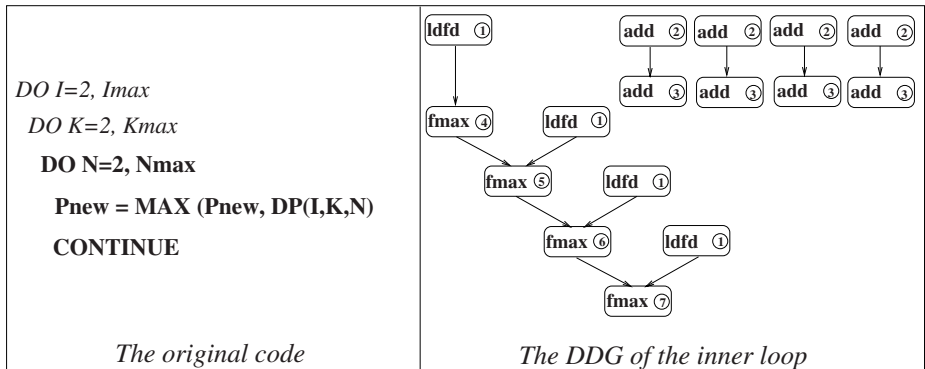 DO I=2, Imax
DO K=2, Kmax
DO N=2, Nmax
Pnew = MAX (Pnew, DP(I,K,N)
CONTINUE
The original code
ldfd ①
add ② add ② add ② add ②
add ③ add ③ add ③ add ③
fmax ④ ldfd ①
fmax ⑤ ldfd ①
fmax ⑥ ldfd ①
fmax ⑦
The DDG of the inner loop